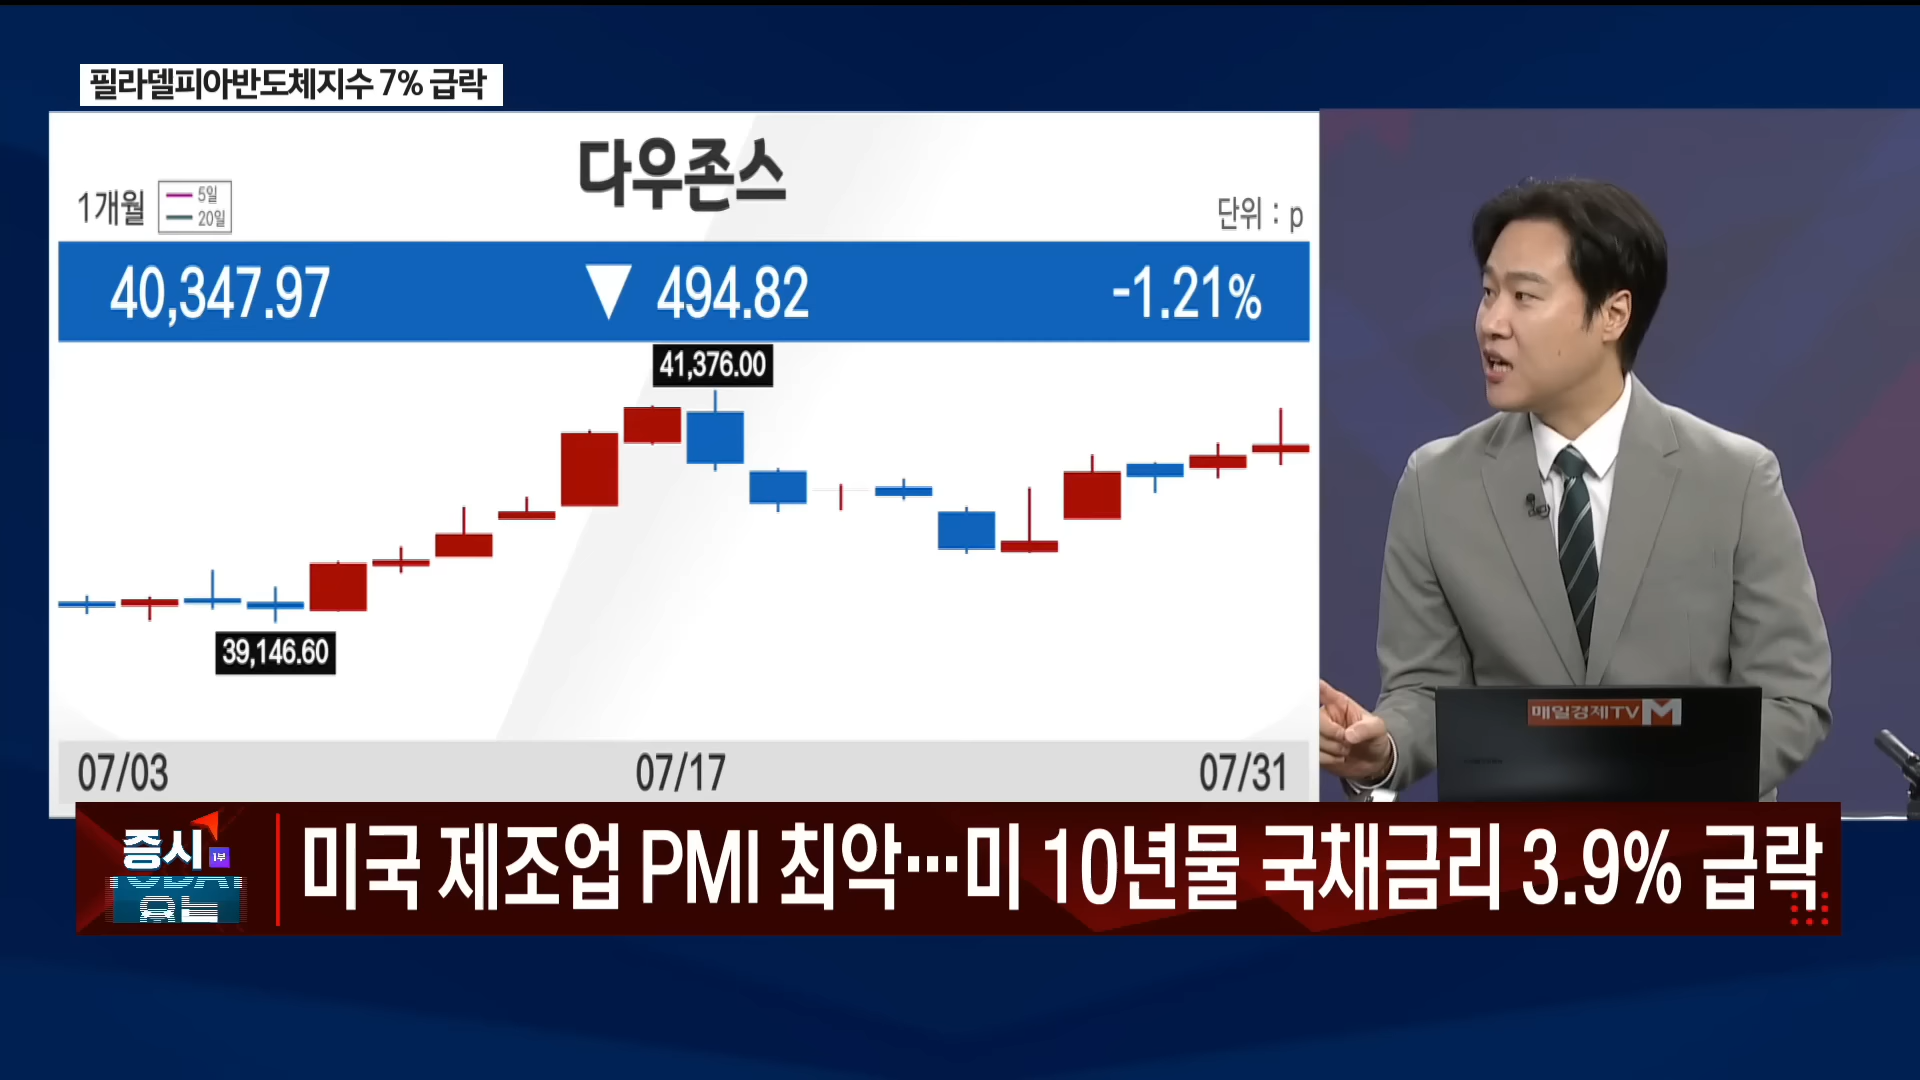 필라델피아반도체지수 7% 급락
다우존스
1개월
5일
20일
단위 : p
40,347.97 ▼ 494.82 -1.21%
41,376.00
39,146.60
07/03 07/17 07/31
매일경제TV M
증시 1부
미국 제조업 PMI 최악…미 10년물 국채금리 3.9% 급락